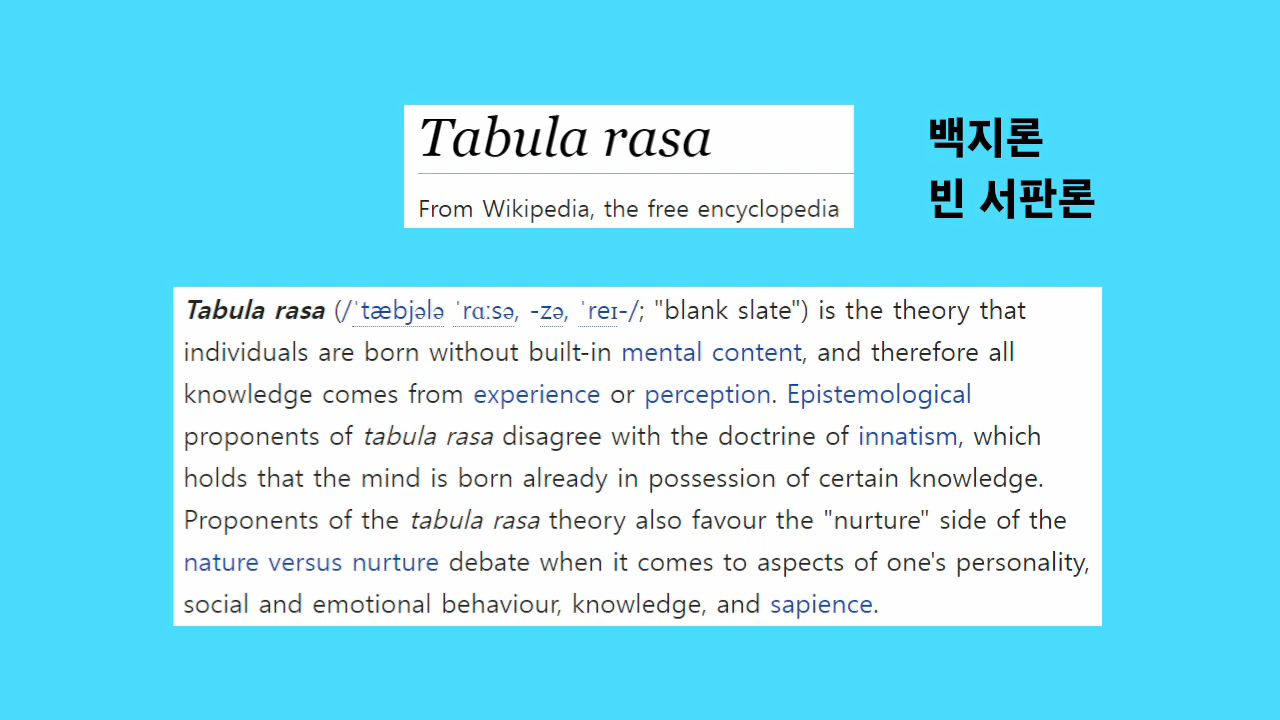 Tabula rasa
From Wikipedia, the free encyclopedia
백지론
빈 서판론
Tabula rasa (/ˈtæbjələ ˈrɑːsə, -zə, ˈreɪ-/; "blank slate") is the theory that
individuals are born without built-in mental content, and therefore all
knowledge comes from experience or perception. Epistemological
proponents of tabula rasa disagree with the doctrine of innatism, which
holds that the mind is born already in possession of certain knowledge.
Proponents of the tabula rasa theory also favour the "nurture" side of the
nature versus nurture debate when it comes to aspects of one's personality,
social and emotional behaviour, knowledge, and sapience.